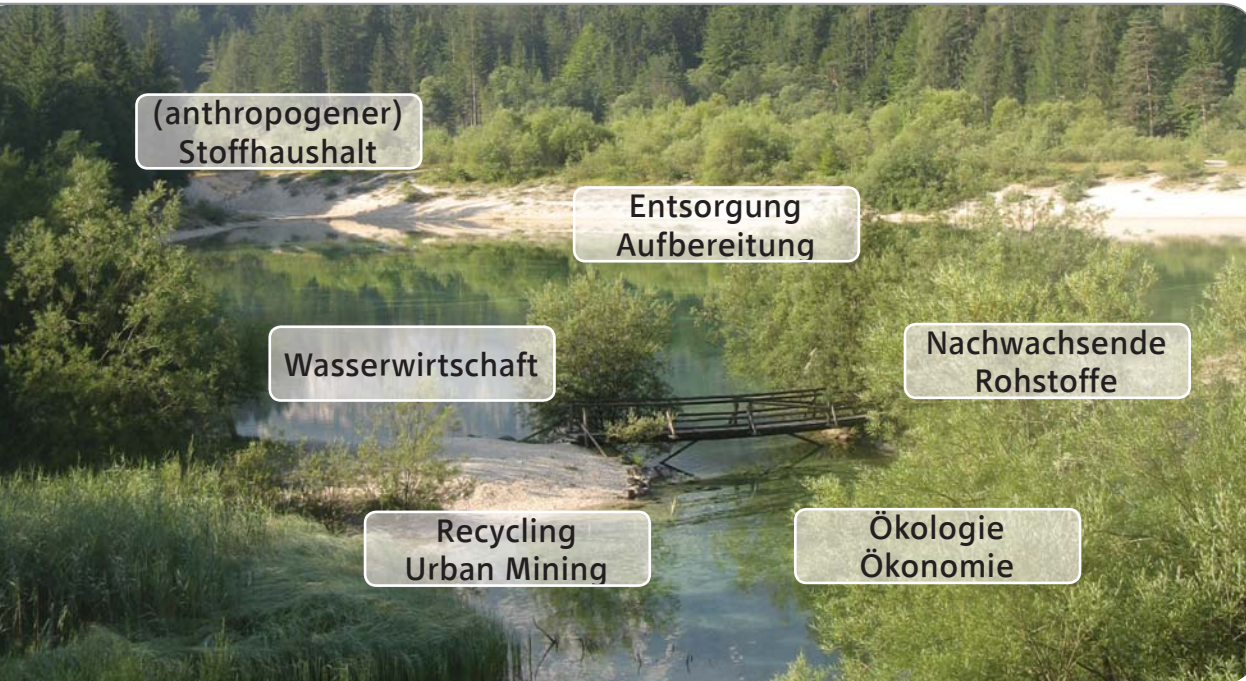 (anthropogener)
Stoffhaushalt
Entsorgung
Aufbereitung
Wasserwirtschaft
Nachwachsende
Rohstoffe
Recycling
Urban Mining
Ökologie
Ökonomie